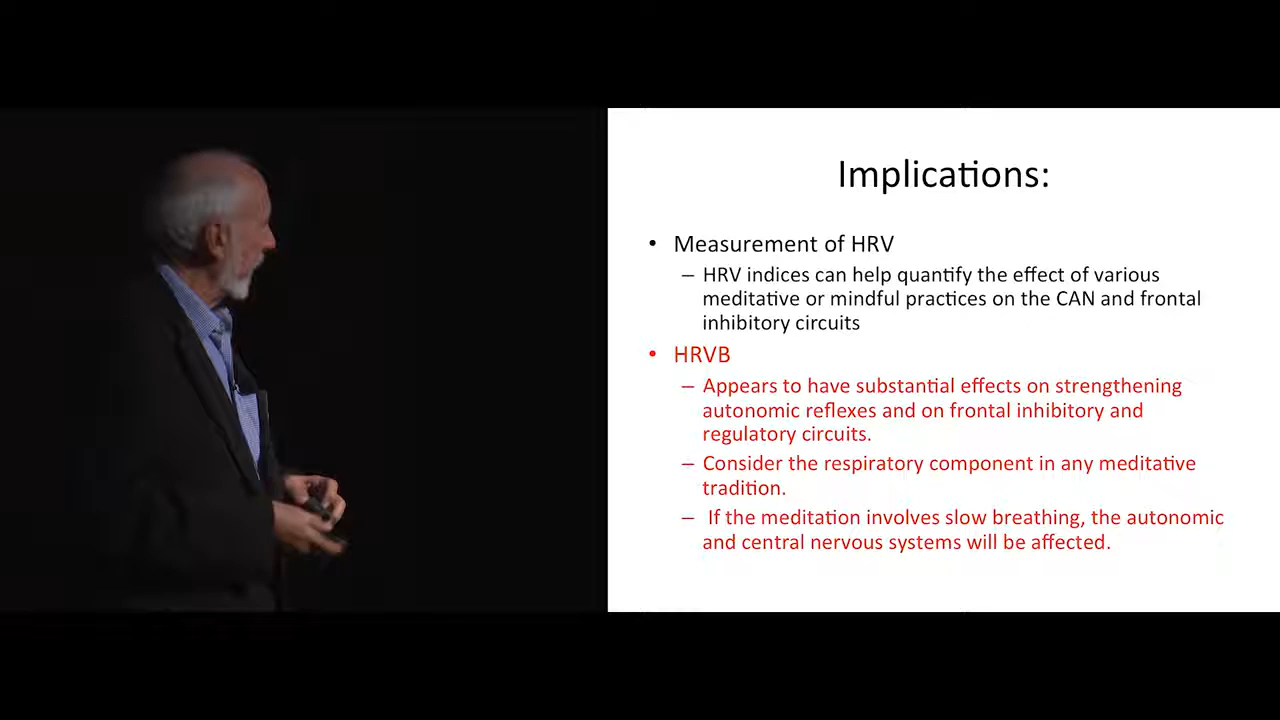 Implications:
• Measurement of HRV
– HRV indices can help quantify the effect of various
meditative or mindful practices on the CAN and frontal
inhibitory circuits
• HRVB
– Appears to have substantial effects on strengthening
autonomic reflexes and on frontal inhibitory and
regulatory circuits.
– Consider the respiratory component in any meditative
tradition.
– If the meditation involves slow breathing, the autonomic
and central nervous systems will be affected.